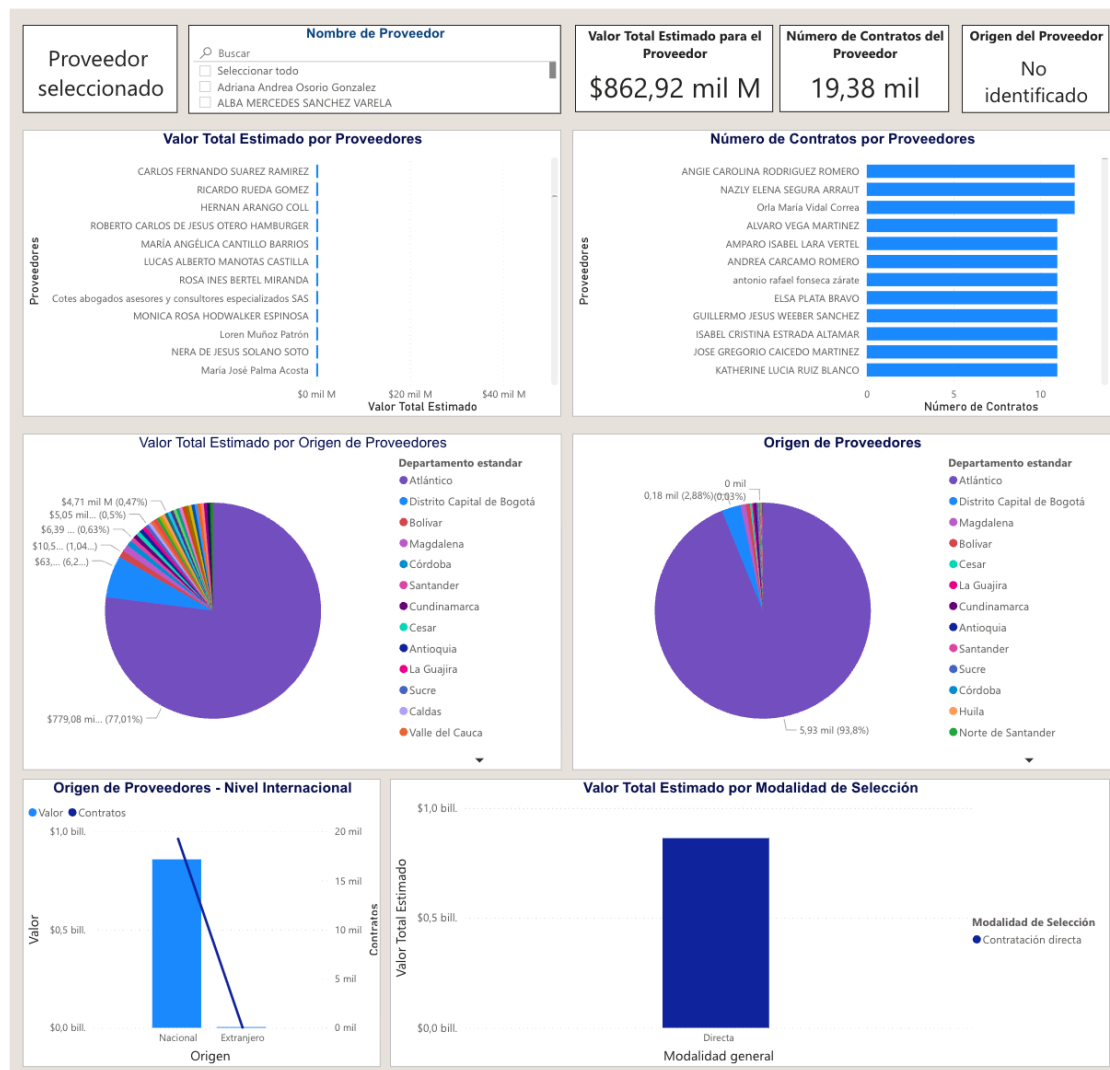 Proveedor
seleccionado
Nombre de Proveedor
Buscar
Seleccionar todo
Adriana Andrea Osorio Gonzalez
ALBA MERCEDES SANCHEZ VARELA
Valor Total Estimado para el
Proveedor
$862,92 mil M
Número de Contratos del
Proveedor
19,38 mil
Origen del Proveedor
No
identificado
Valor Total Estimado por Proveedores
Proveedores
CARLOS FERNANDO SUAREZ RAMIREZ
RICARDO RUEDA GOMEZ
HERNAN ARANGO COLL
ROBERTO CARLOS DE JESUS OTERO HAMBURGER
MARÍA ANGÉLICA CANTILLO BARRIOS
LUCAS ALBERTO MANOTAS CASTILLA
ROSA INES BERTEL MIRANDA
Cotes abogados asesores y consultores especializados SAS
MONICA ROSA HODWALKER ESPINOSA
Loren Muñoz Patrón
NERA DE JESUS SOLANO SOTO
María José Palma Acosta
$0 mil M $20 mil M $40 mil M
Valor Total Estimado
Número de Contratos por Proveedores
Proveedores
ANGIE CAROLINA RODRIGUEZ ROMERO
NAZLY ELENA SEGURA ARRAUT
Orla María Vidal Correa
ALVARO VEGA MARTINEZ
AMPARO ISABEL LARA VERTEL
ANDREA CARCAMO ROMERO
antonio rafael fonseca zárate
ELSA PLATA BRAVO
GUILLERMO JESUS WEEBER SANCHEZ
ISABEL CRISTINA ESTRADA ALTAMAR
JOSE GREGORIO CAICEDO MARTINEZ
KATHERINE LUCIA RUIZ BLANCO
0 5 10
Número de Contratos
Valor Total Estimado por Origen de Proveedores
$4,71 mil M (0,47%)
$5,05 mil... (0,5%)
$6,39 ... (0,63%)
$10,5... (1,04...)
$63,... (6,2...)
$779,08 mi... (77,01%)
Departamento estandar
Atlántico
Distrito Capital de Bogotá
Bolívar
Magdalena
Córdoba
Santander
Cundinamarca
Cesar
Antioquia
La Guajira
Sucre
Caldas
Valle del Cauca
Origen de Proveedores
0 mil
0,18 mil (2,88%) (0,03%)
5,93 mil (93,8%)
Departamento estandar
Atlántico
Distrito Capital de Bogotá
Magdalena
Bolívar
Cesar
La Guajira
Cundinamarca
Antioquia
Santander
Sucre
Córdoba
Huila
Norte de Santander
Origen de Proveedores - Nivel Internacional
Valor Contratos
$1,0 bill.
$0,5 bill.
$0,0 bill.
Valor
20 mil
15 mil
10 mil
5 mil
0 mil
Contratos
Nacional Extranjero
Origen
Valor Total Estimado por Modalidad de Selección
$1,0 bill.
$0,5 bill.
$0,0 bill.
Valor Total Estimado
Directa
Modalidad general
Modalidad de Selección
Contratación directa